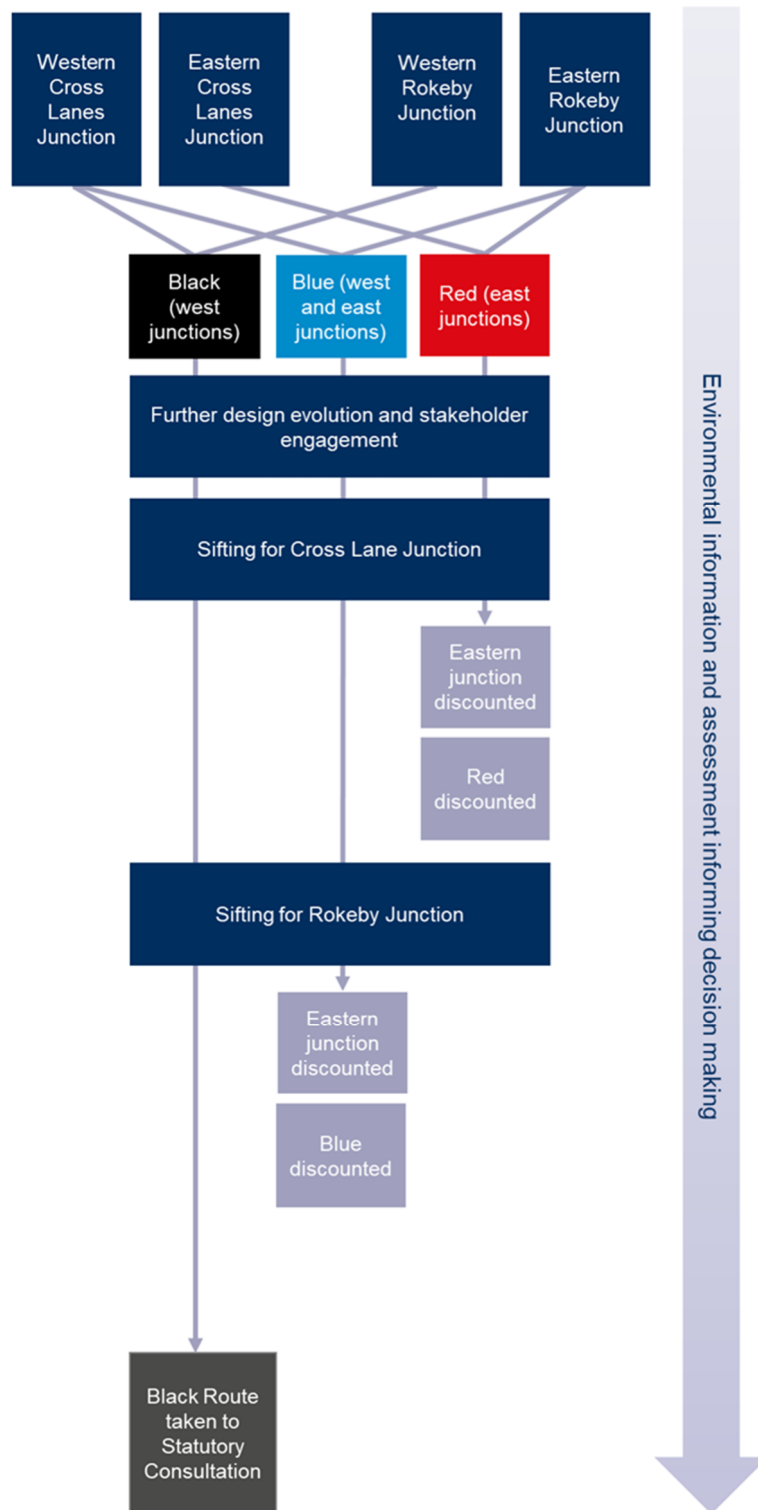 Western
Cross
Lanes
Junction
Eastern
Cross
Lanes
Junction
Western
Rokeby
Junction
Eastern
Rokeby
Junction
Black
(west
junctions)
Blue (west
and east
junctions)
Red (east
junctions)
Further design evolution and stakeholder
engagement
Sifting for Cross Lane Junction
Eastern
junction
discounted
Red
discounted
Sifting for Rokeby Junction
Eastern
junction
discounted
Blue
discounted
Black Route
taken to
Statutory
Consultation
Environmental information and assessment informing decision making